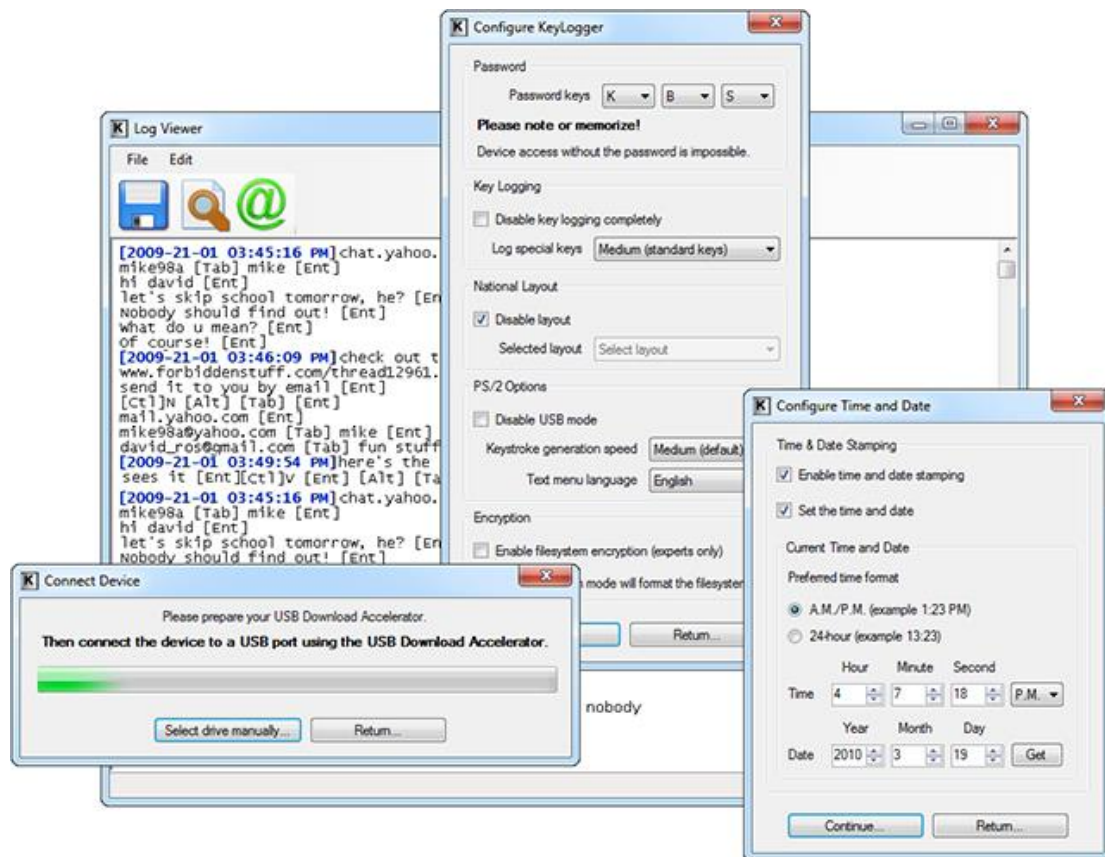 Configure KeyLogger
Password
Password keys K B S
Please note or memorize!
Device access without the password is impossible.
Key Logging
Disable key logging completely
Log special keys Medium (standard keys)
National Layout
Disable layout
Selected layout Select layout
PS/2 Options
Disable USB mode
Keystroke generation speed Medium (default)
Text menu language English
Encryption
Enable filesystem encryption (experts only)
mode will format the filesystem
Return...
Log Viewer
File Edit
[2009-21-01 03:45:16 PM]chat.yahoo.
mike98a [Tab] mike [Ent]
hi david [Ent]
let's skip school tomorrow, he? [En
Nobody should find out! [Ent]
What do u mean? [Ent]
Of course! [Ent]
[2009-21-01 03:46:09 PM]check out t
www.forbiddenstuff.com/thread12961.
send it to you by email [Ent]
[Ctl]N [Alt] [Tab] [Ent]
mail.yahoo.com [Ent]
mike98a@yahoo.com [Tab] mike [Ent]
david_ros@gmail.com [Tab] fun stuff
[2009-21-01 03:49:54 PM]here's the
sees it [Ent][Ctl]V [Ent] [Alt] [Ta
[2009-21-01 03:45:16 PM]chat.yahoo.
mike98a [Tab] mike [Ent]
hi david [Ent]
let's skip school tomorrow, he? [En
Nobody should find out! [Ent]
nobody
Connect Device
Please prepare your USB Download Accelerator.
Then connect the device to a USB port using the USB Download Accelerator.
Select drive manually... Return...
Configure Time and Date
Time & Date Stamping
Enable time and date stamping
Set the time and date
Current Time and Date
Preferred time format
A.M./P.M. (example 1:23 PM)
24-hour (example 13:23)
Hour Minute Second
Time 4 7 18 P.M.
Year Month Day
Date 2010 3 19 Get
Continue... Return...